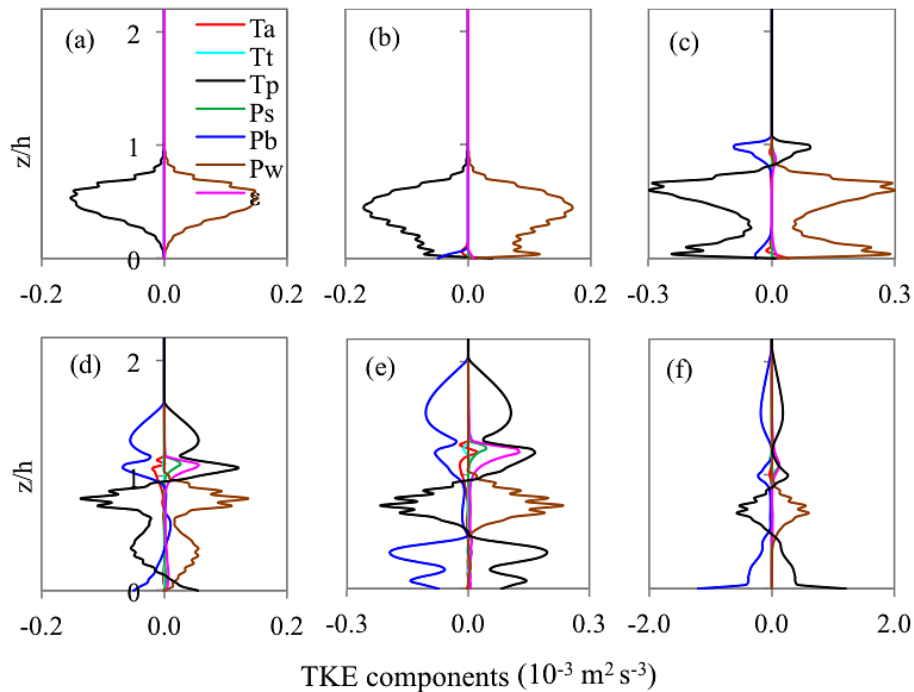 (a) (b) (c)
Ta
Tt
Tp
Ps
Pb
Pw
ε
z/h
2
1
0
-0.2 0.0 0.2 -0.2 0.0 0.2 -0.3 0.0 0.3
(d) (e) (f)
z/h
2
1
0
-0.2 0.0 0.2 -0.3 0.0 0.3 -2.0 0.0 2.0
TKE components (10⁻³ m² s⁻³)